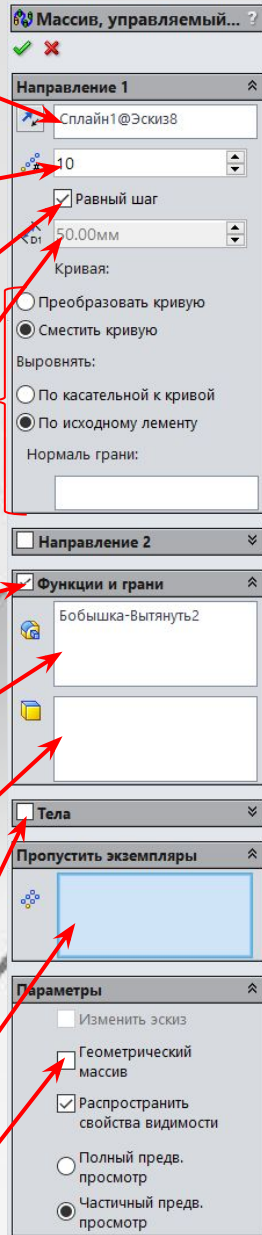 Массив, управляемый... ?
Направление 1
Сплайн1@Эскиз8
# 10
Равный шаг
D1 50.00мм
Кривая:
Преобразовать кривую
Сместить кривую
Выровнять:
По касательной к кривой
По исходному лементу
Нормаль грани:
Направление 2
Функции и грани
Бобышка-Вытянуть2
Тела
Пропустить экземпляры
Параметры
Изменить эскиз
Геометрический
массив
Распространить
свойства видимости
Полный предв.
просмотр
Частичный предв.
просмотр